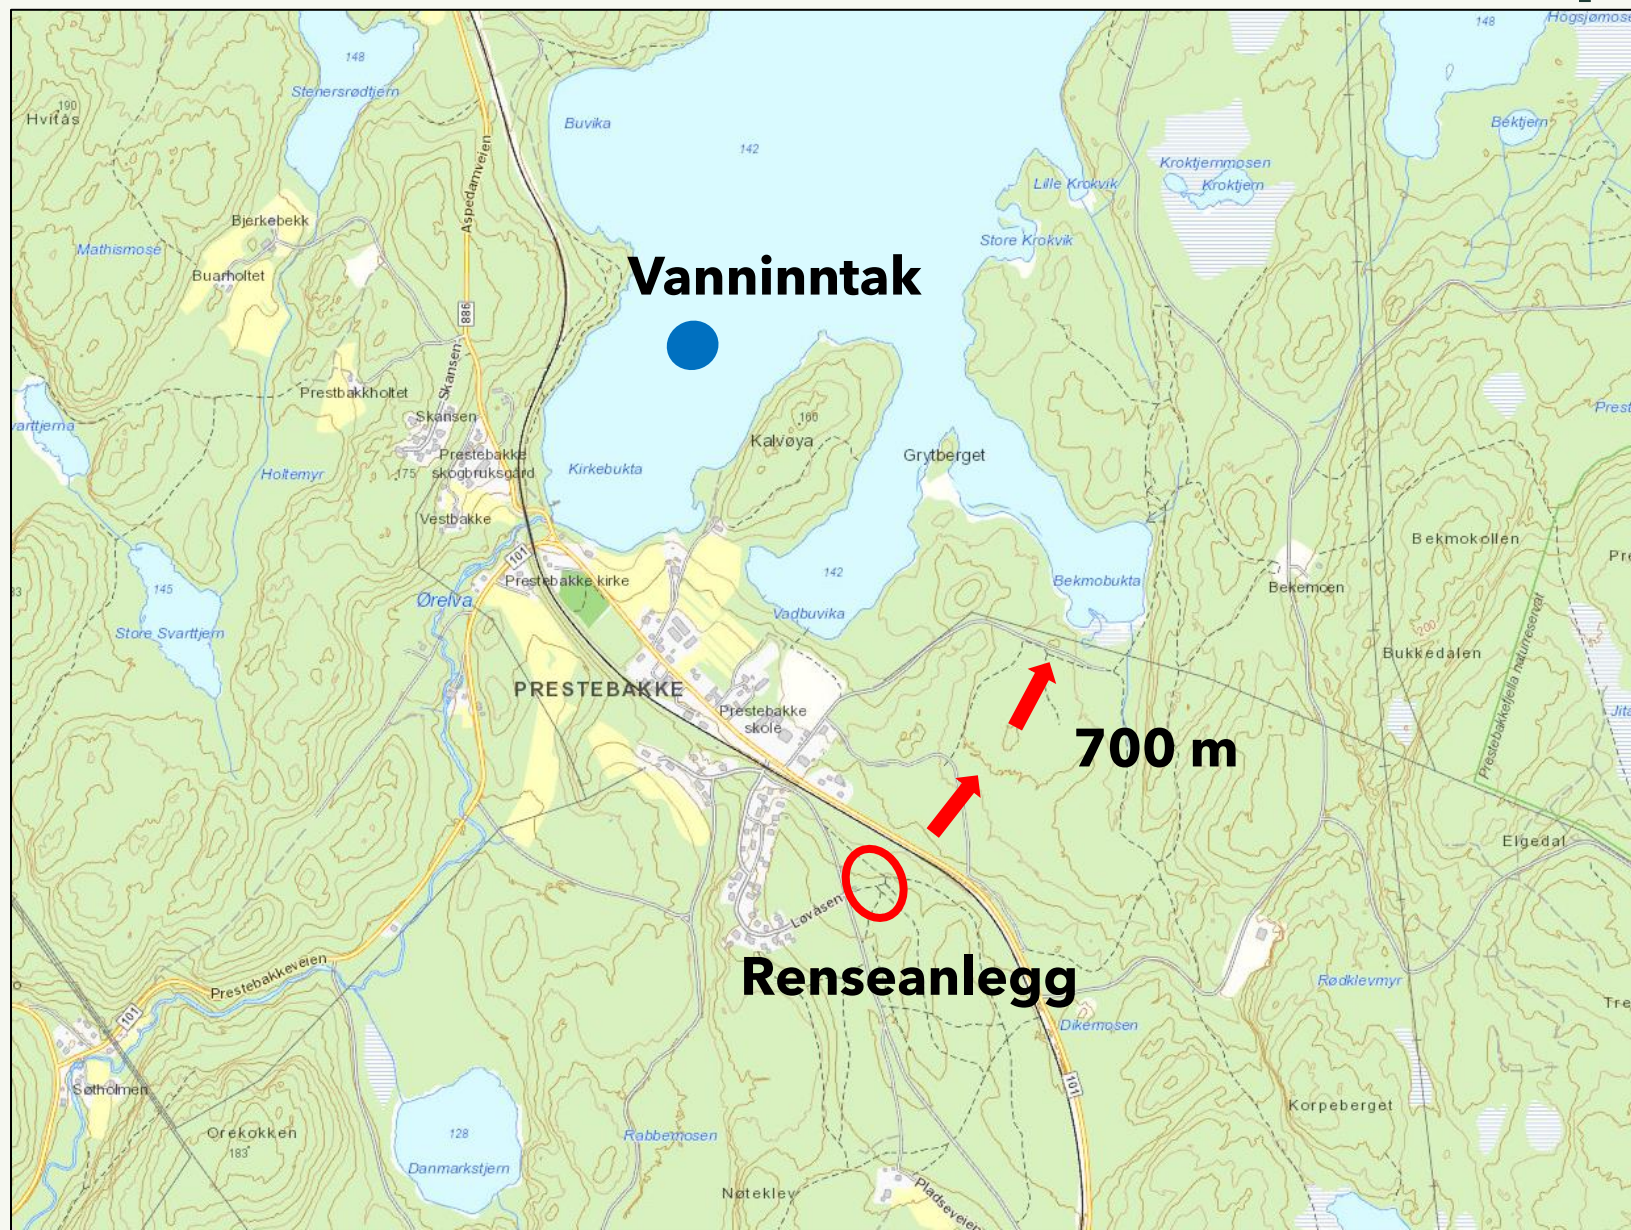 148
Høgsjømose
148
Stenersrødtjern
190
Hvitås
Buvika
142
Bektjern
Kroktjernmosen
Kroktjern
Lille Krokvik
Aspedamveien
Bjerkebekk
Mathismose
Buarholtet
Store Krokvik
Vanninntak
886
Skansen
Prestbakkholtet
Skansen
160
Kalvøya
Grytberget
Prestebakke
skogbruksgård
175
Holtemyr
Kirkebukta
Vestbakke
101
Bekmokollen
142
Prestebakke kirke
Bekmobukta
Bekemoen
145
Ørelva
Vadbuvika
Store Svarttjern
200
Bukkedalen
Prestebakkefjella naturreservat
PRESTEBAKKE
Prestebakke
skole
700 m
Elgedal
Løvåsen
Renseanlegg
Prestebakkeveien
101
Rødklevmyr
Dikemosen
101
Søtholmen
Korpeberget
Orekokken
183
128
Danmarkstjern
Rabbemosen
Nøteklev
Pladseveien